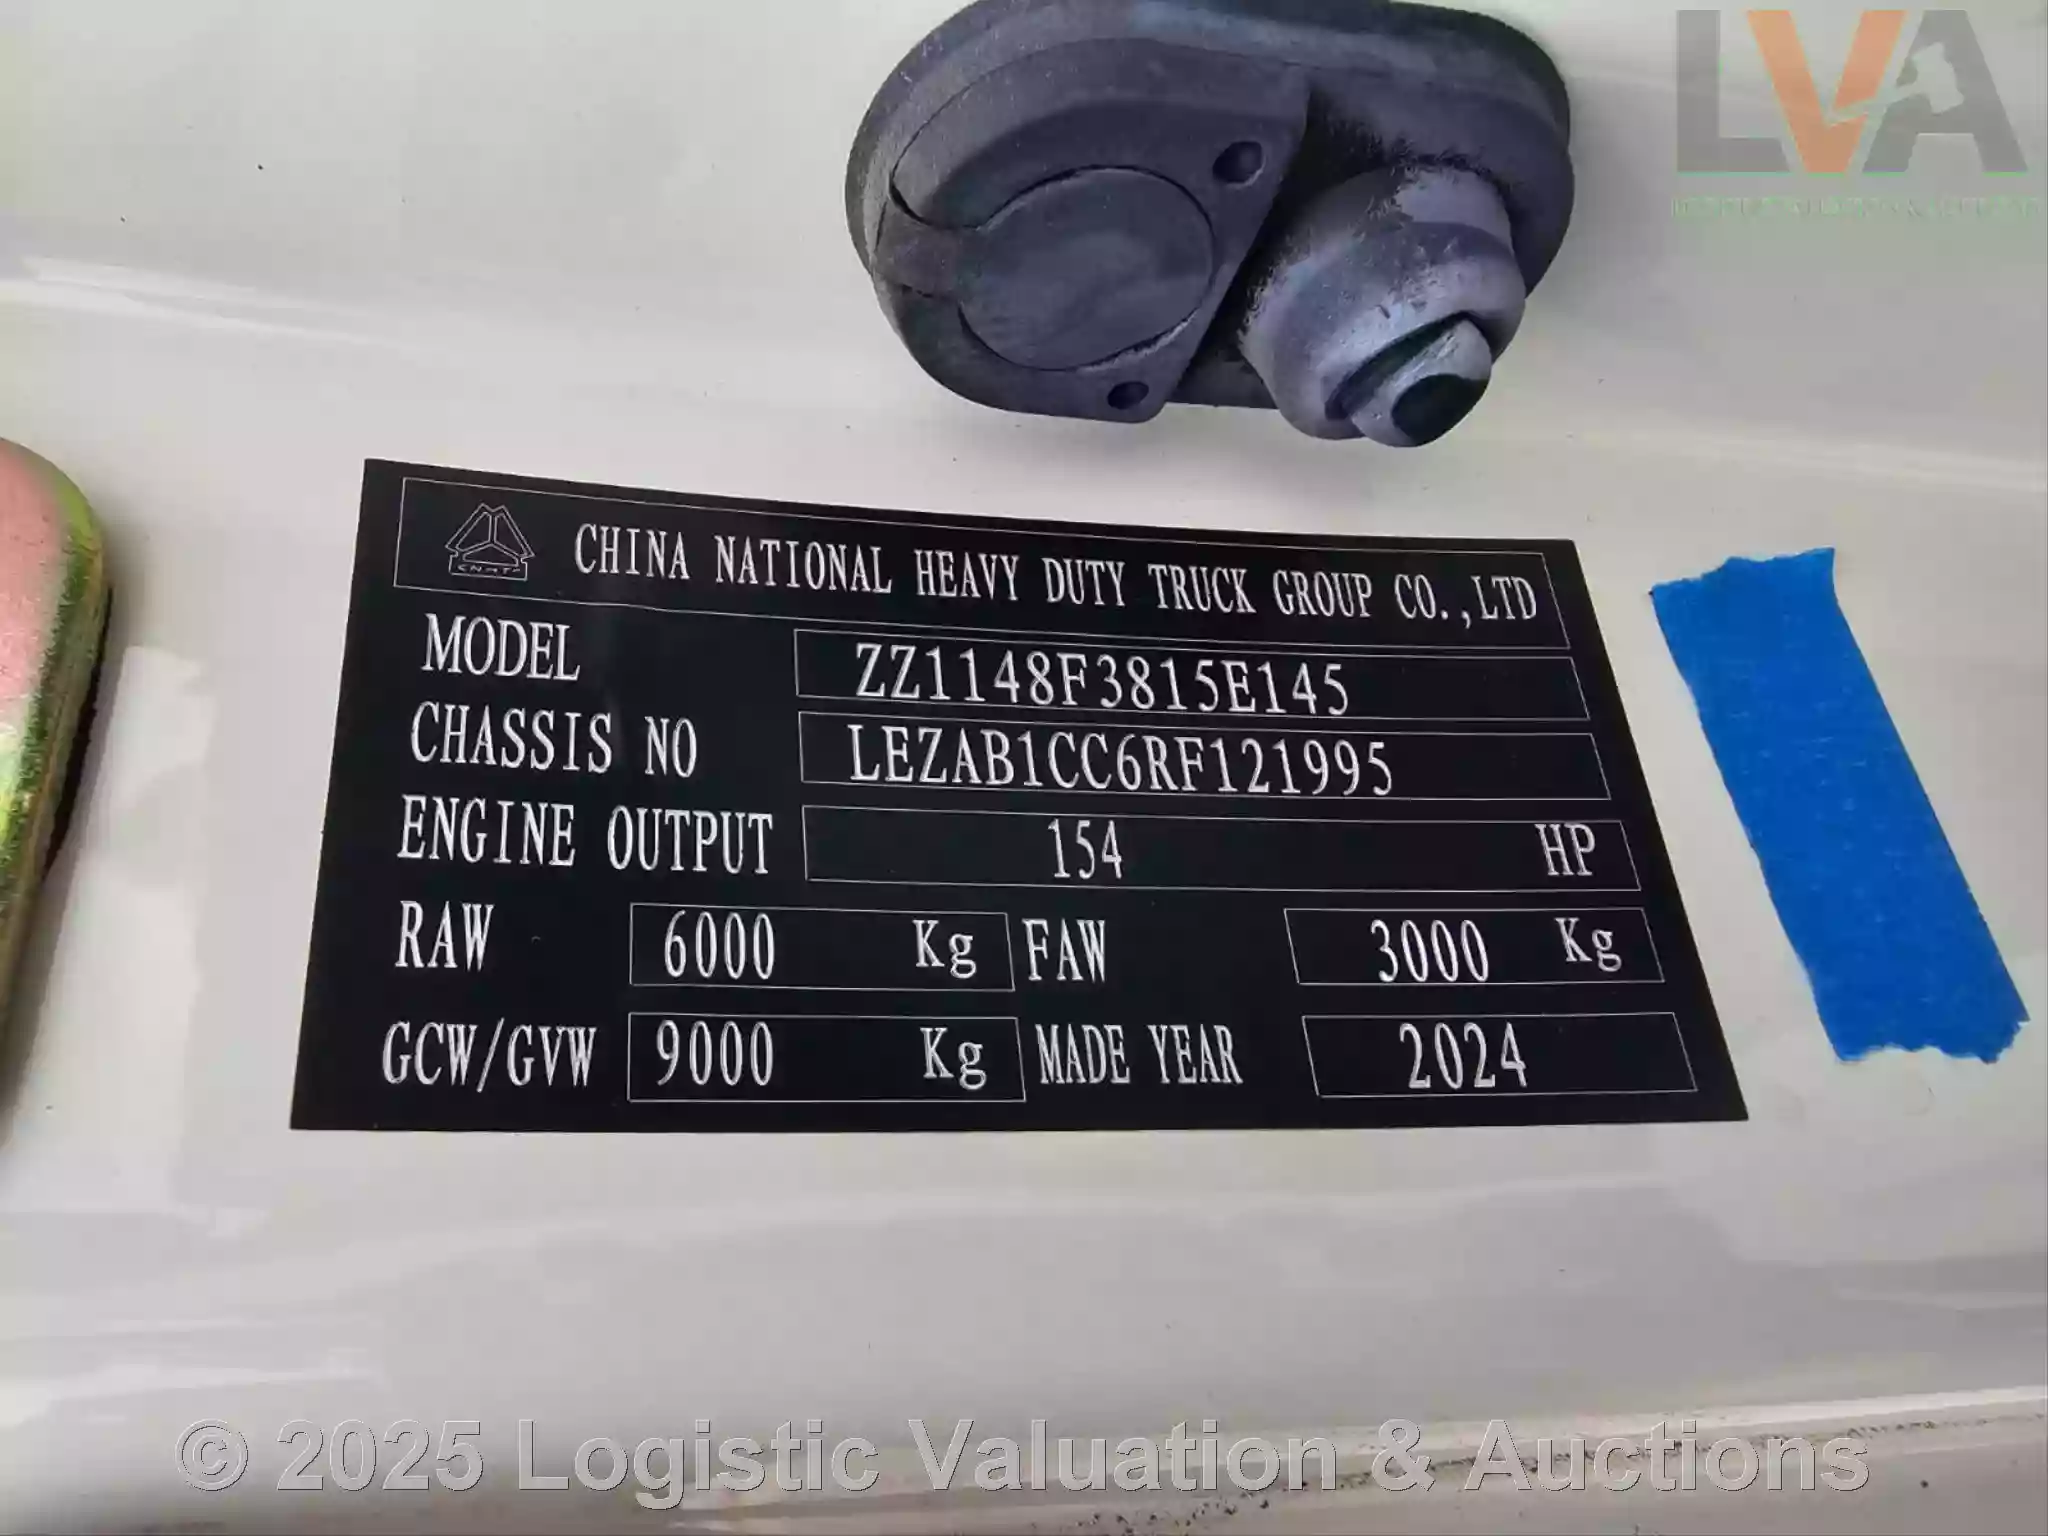 LVA
CNHTC
CHINA NATIONAL HEAVY DUTY TRUCK GROUP CO.,LTD
MODEL ZZ1148F3815E145
CHASSIS NO LEZAB1CC6RF121995
ENGINE OUTPUT 154 HP
RAW 6000 Kg FAW 3000 Kg
GCW/GVW 9000 Kg MADE YEAR 2024
© 2025 Logistic Valuation & Auctions